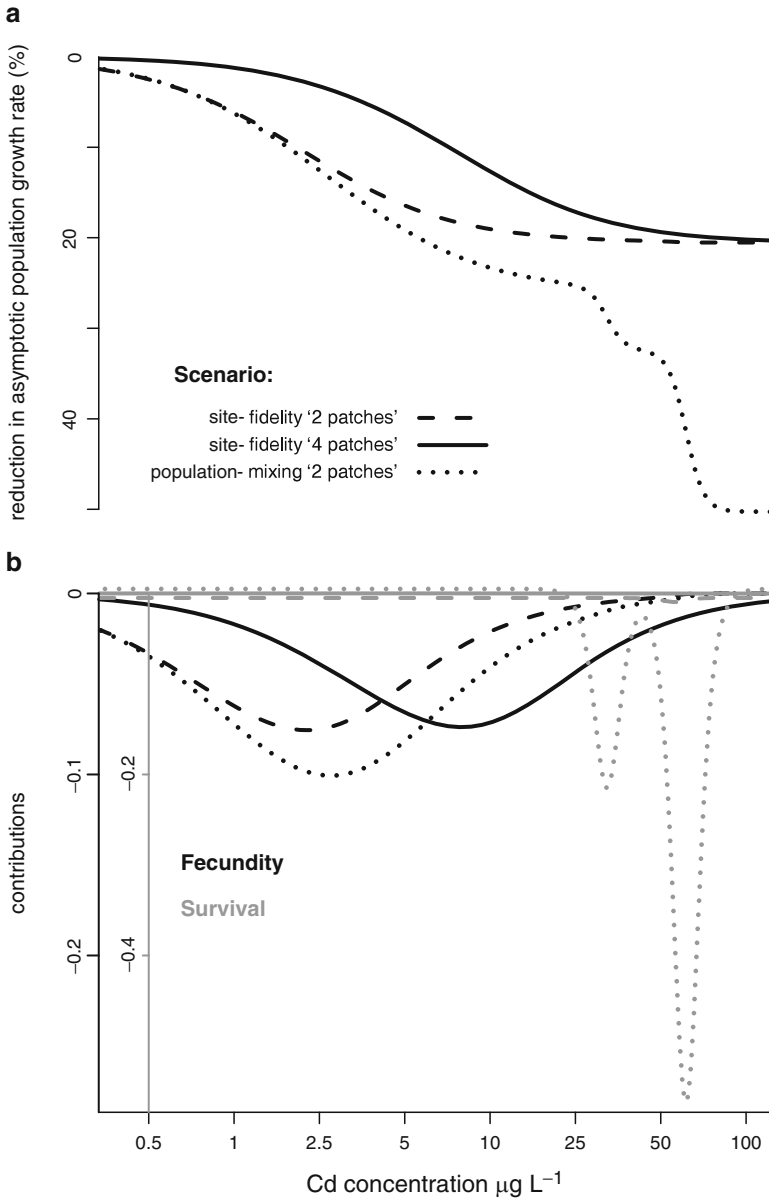 a
reduction in asymptotic population growth rate (%)
0
20
40
Scenario:
site- fidelity ‘2 patches’
site- fidelity ‘4 patches’
population- mixing ‘2 patches’
b
contributions
0
−0.1
−0.2
−0.2
−0.4
Fecundity
Survival
0.5 1 2.5 5 10 25 50 100
Cd concentration μg L⁻¹